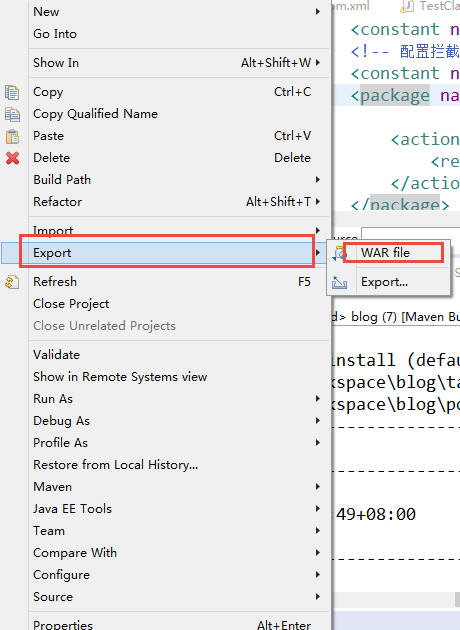 om.xml TestCla
New
Go Into
Show In Alt+Shift+W
Copy Ctrl+C
Copy Qualified Name
Paste Ctrl+V
Delete Delete
Build Path
Refactor Alt+Shift+T
Import
Export
Refresh F5
Close Project
Close Unrelated Projects
Validate
Show in Remote Systems view
Run As
Debug As
Profile As
Restore from Local History...
Maven
Java EE Tools
Team
Compare With
Configure
Source
Properties Alt+Enter
WAR file
Export...
<constant n
<!-- 配置拦截
<constant n
<package na
<action
<re
</actio
</package>
ource
d> blog (7) [Maven Bu
install (defau
kspace\blog\ta
kspace\blog\po
---------------
---------------
49+08:00
---------------